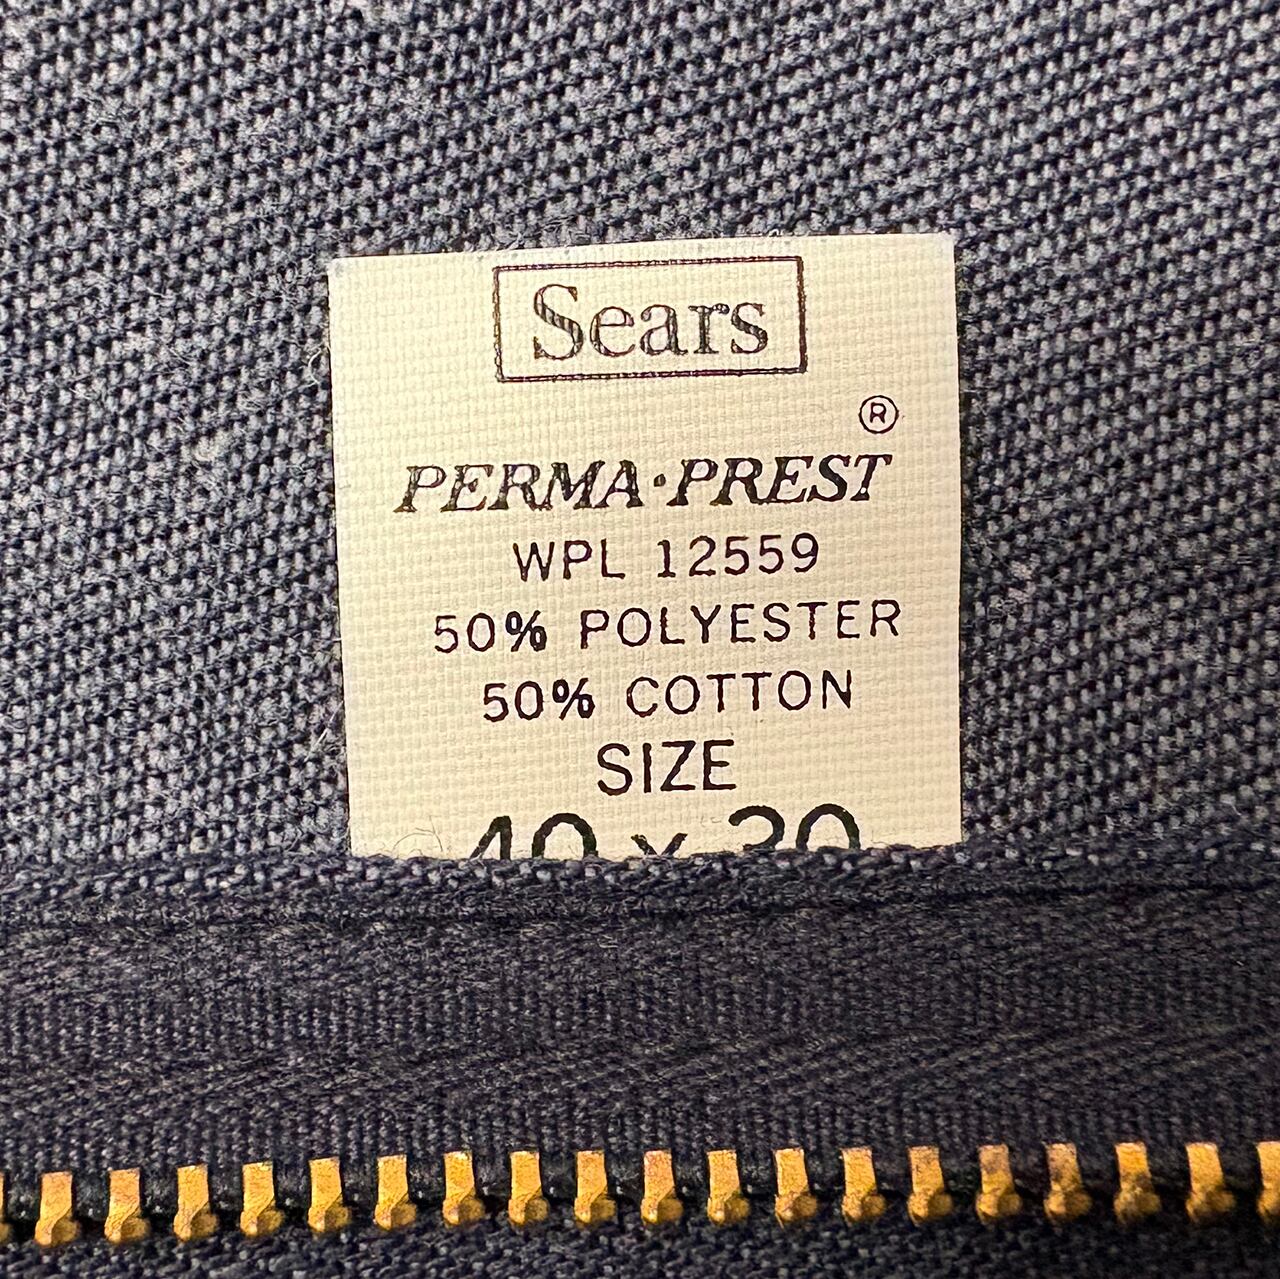 Sears
®
PERMA·PREST
WPL 12559
50% POLYESTER
50% COTTON
SIZE